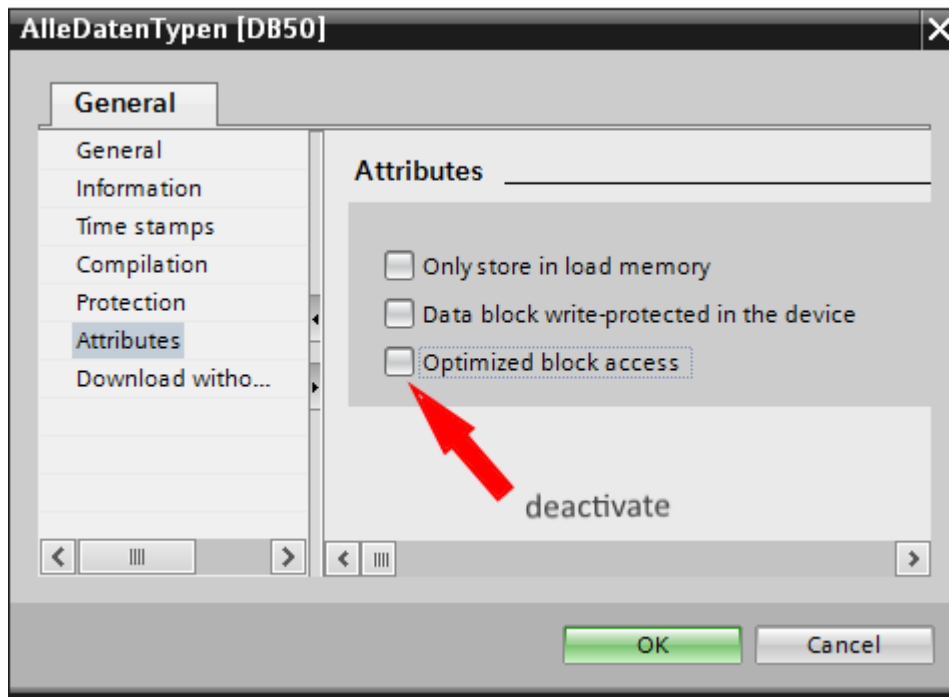 AlleDatenTypen [DB50]
General
General
Information
Time stamps
Compilation
Protection
Attributes
Download witho...
Attributes
Only store in load memory
Data block write-protected in the device
Optimized block access
deactivate
OK
Cancel